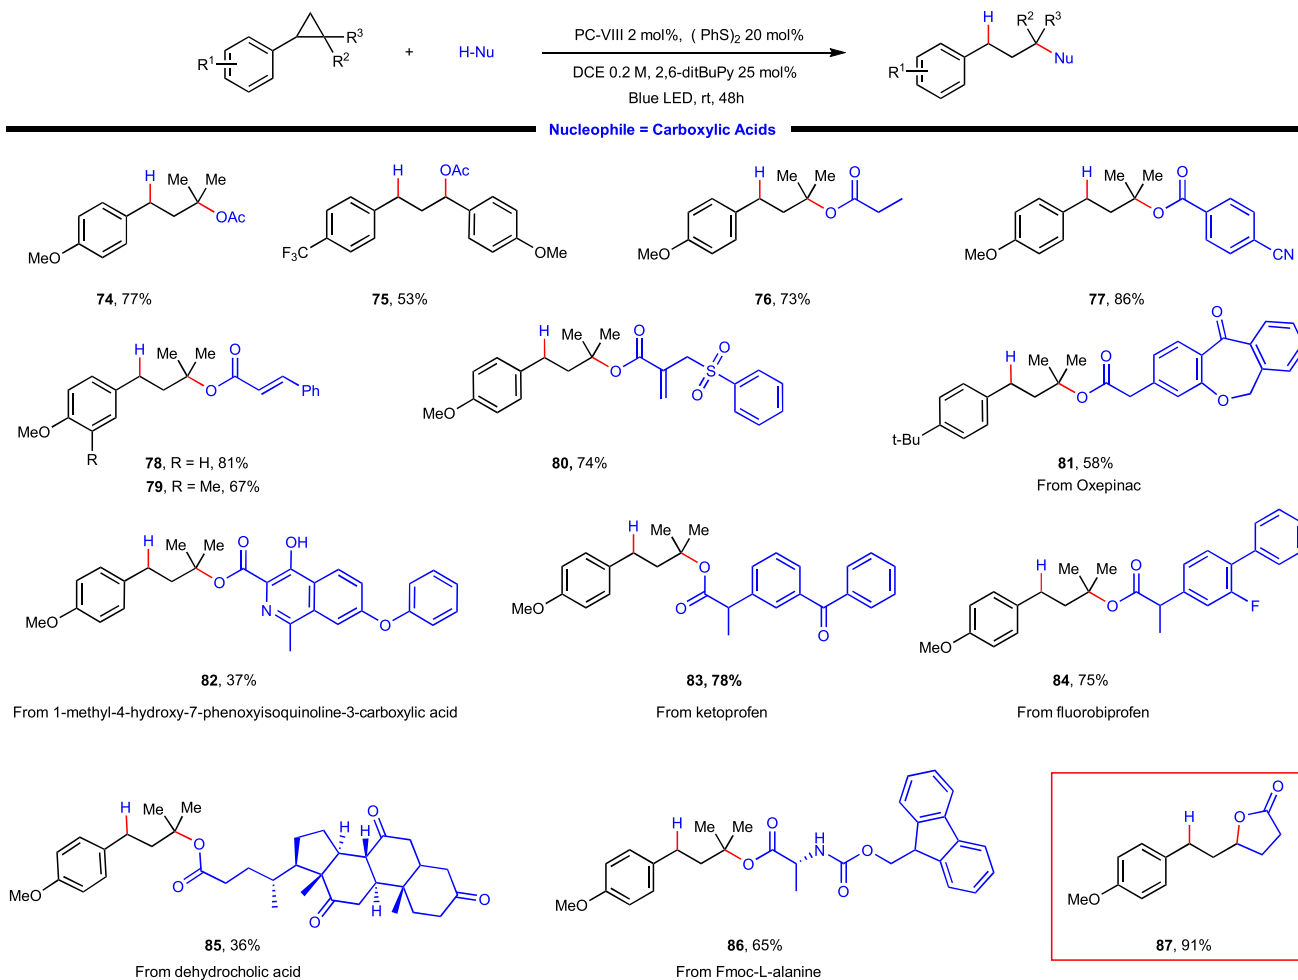 R1
R3
R2
+
H-Nu
PC-VIII 2 mol%, ( PhS)2 20 mol%
DCE 0.2 M, 2,6-ditBuPy 25 mol%
Blue LED, rt, 48h
H
R2
R3
Nu
R1
Nucleophile = Carboxylic Acids
H
Me
Me
OAc
MeO
74, 77%
H
OAc
F3C
OMe
75, 53%
H
Me
Me
O
O
MeO
76, 73%
H
Me
Me
O
O
MeO
CN
77, 86%
H
Me
Me
O
O
Ph
MeO
R
78, R = H, 81%
79, R = Me, 67%
H
Me
Me
O
O
O
S
O
MeO
80, 74%
H
Me
Me
O
O
O
O
t-Bu
81, 58%
From Oxepinac
H
Me
Me
O
OH
O
N
O
MeO
82, 37%
From 1-methyl-4-hydroxy-7-phenoxyisoquinoline-3-carboxylic acid
H
Me
Me
O
O
O
MeO
83, 78%
From ketoprofen
H
Me
Me
O
O
F
MeO
84, 75%
From fluorobiprofen
H
Me
Me
O
O
H
H
H
O
O
O
MeO
85, 36%
From dehydrocholic acid
H
Me
Me
O
O
H
N
O
O
MeO
86, 65%
From Fmoc-L-alanine
H
O
O
MeO
87, 91%